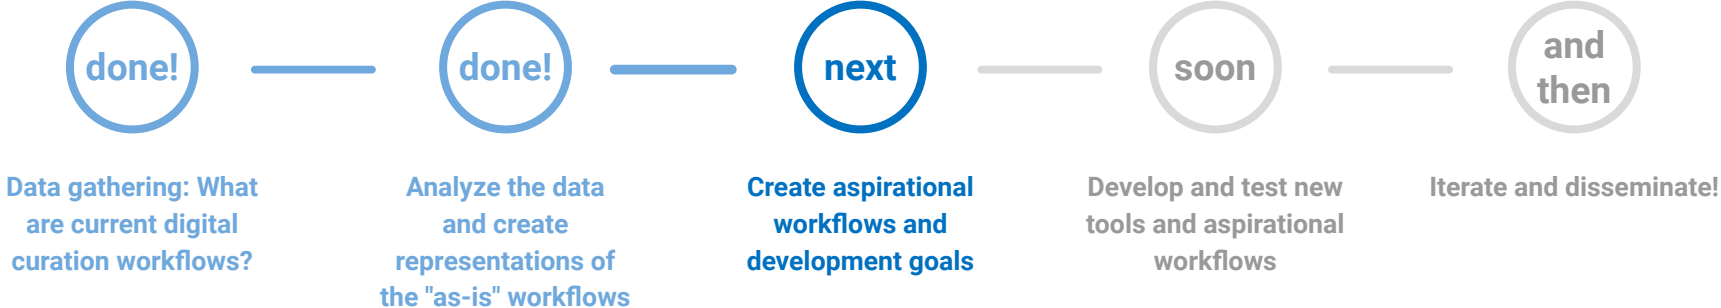 done!
done!
next
soon
and
then
Data gathering: What
are current digital
curation workflows?
Analyze the data
and create
representations of
the "as-is" workflows
Create aspirational
workflows and
development goals
Develop and test new
tools and aspirational
workflows
Iterate and disseminate!